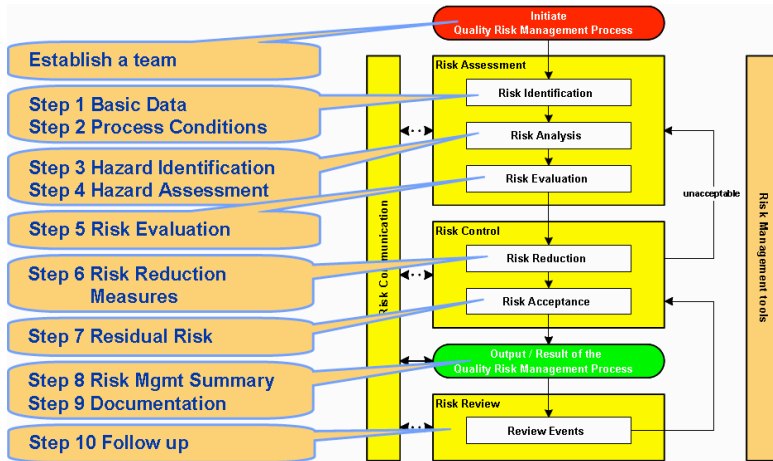 Initiate
Quality Risk Management Process
Establish a team
Risk Assessment
Risk Identification
Step 1 Basic Data
Step 2 Process Conditions
Risk Analysis
Step 3 Hazard Identification
Step 4 Hazard Assessment
Risk Evaluation
unacceptable
Step 5 Risk Evaluation
Risk Control
Risk Reduction
Step 6 Risk Reduction
Measures
Risk Acceptance
Step 7 Residual Risk
Output / Result of the
Quality Risk Management Process
Step 8 Risk Mgmt Summary
Step 9 Documentation
Risk Review
Review Events
Step 10 Follow up
Risk Communication
Risk Management tools